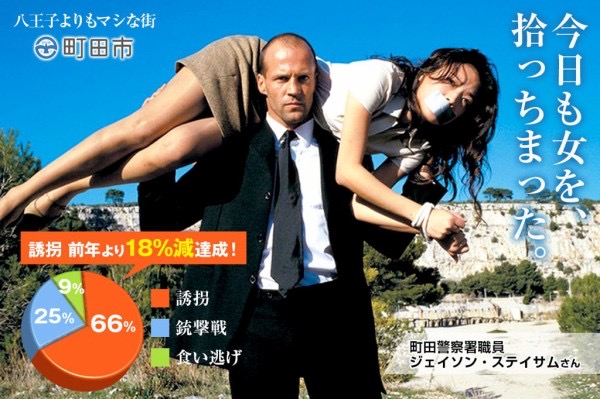 八王子よりもマシな街
町田市
今日も女を、
拾っちまった。
誘拐 前年より18%減達成！
9%
25%
66%
誘拐
銃撃戦
食い逃げ
町田警察署職員
ジェイソン・ステイサムさん